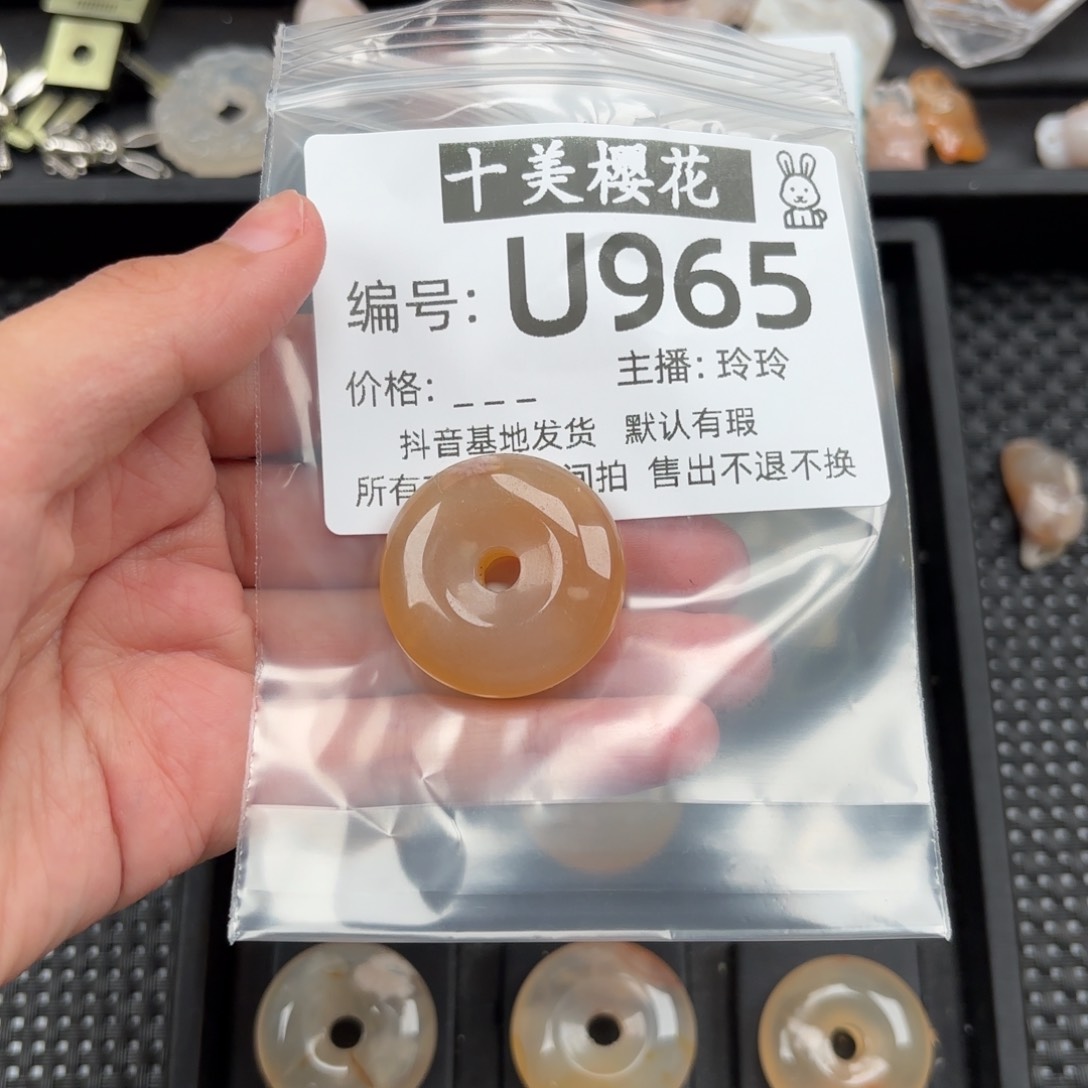 十美樱花
编号: U965
价格: _ _ _ 主播: 玲玲
抖音基地发货 默认有瑕
所有 间拍 售出不退不换